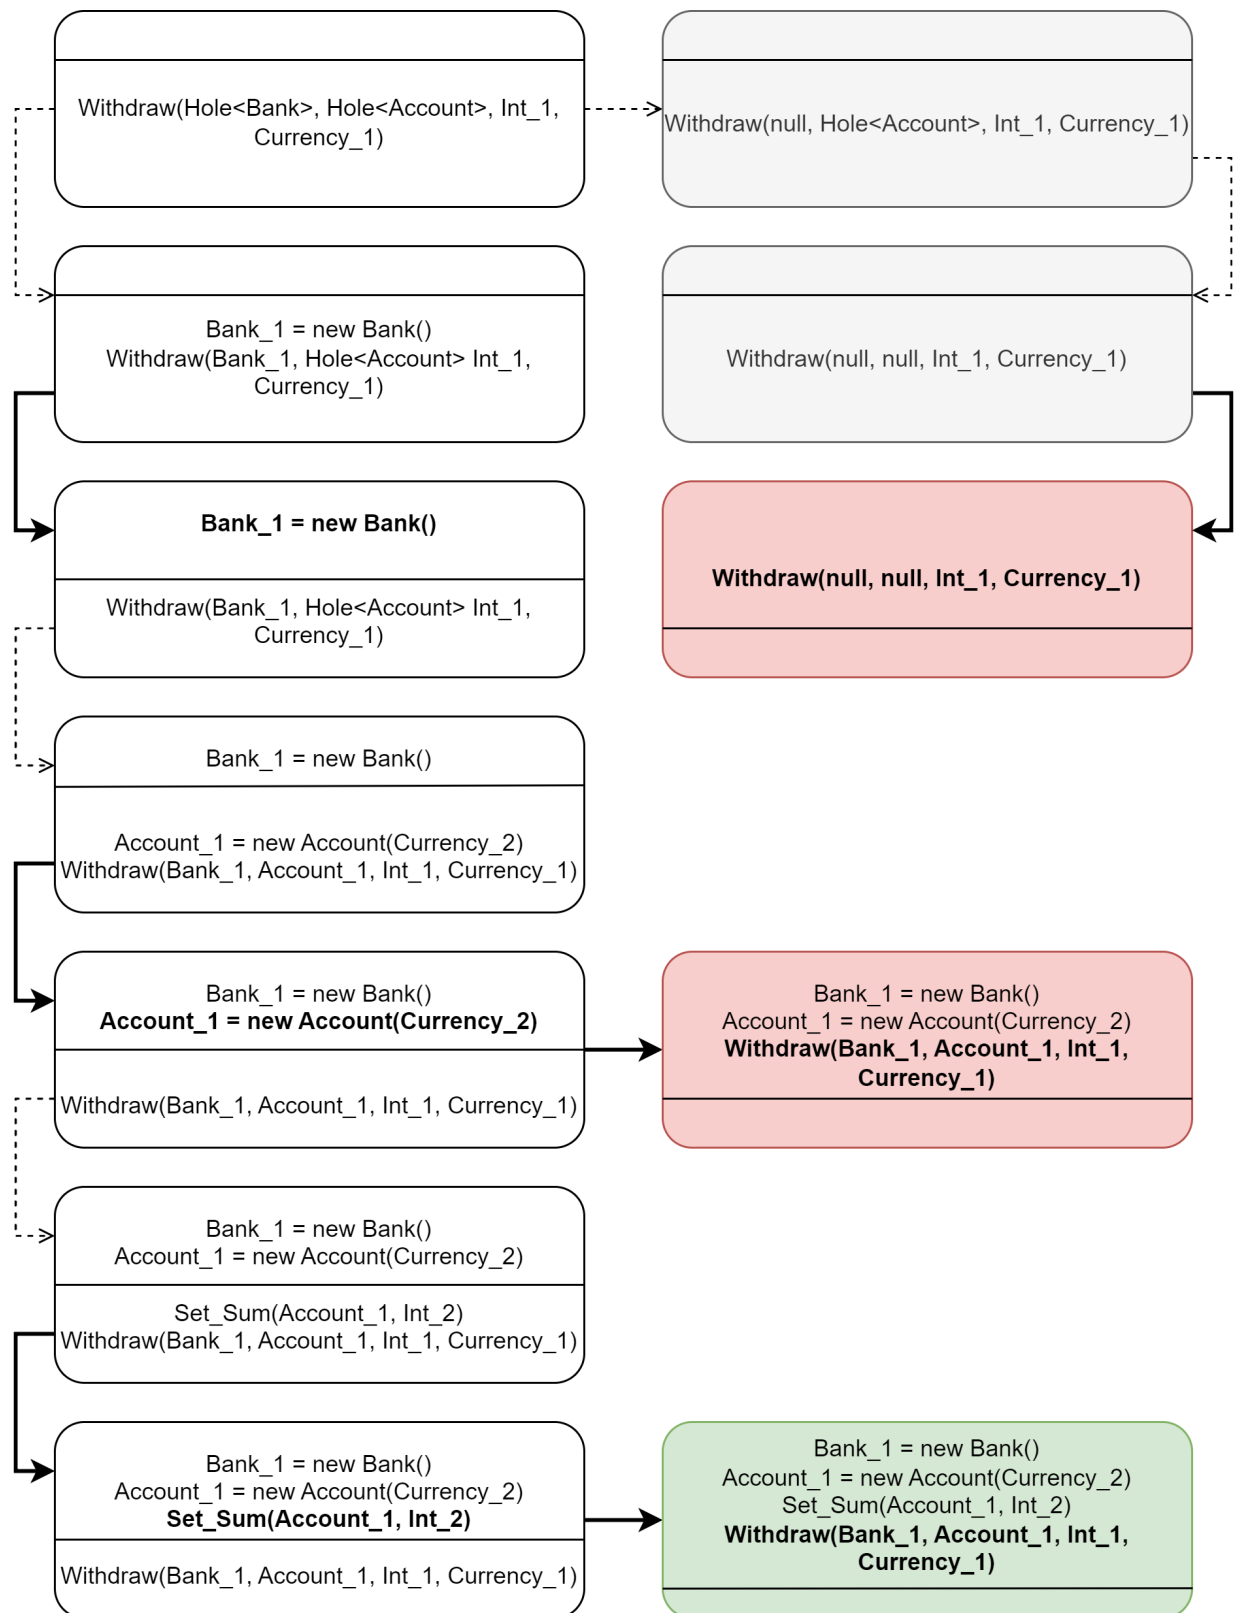 Withdraw(Hole<Bank>, Hole<Account>, Int_1,
Currency_1)
Withdraw(null, Hole<Account>, Int_1, Currency_1)
Bank_1 = new Bank()
Withdraw(Bank_1, Hole<Account> Int_1,
Currency_1)
Withdraw(null, null, Int_1, Currency_1)
Bank_1 = new Bank()
Withdraw(Bank_1, Hole<Account> Int_1,
Currency_1)
Withdraw(null, null, Int_1, Currency_1)
Bank_1 = new Bank()
Account_1 = new Account(Currency_2)
Withdraw(Bank_1, Account_1, Int_1, Currency_1)
Bank_1 = new Bank()
Account_1 = new Account(Currency_2)
Withdraw(Bank_1, Account_1, Int_1, Currency_1)
Bank_1 = new Bank()
Account_1 = new Account(Currency_2)
Withdraw(Bank_1, Account_1, Int_1,
Currency_1)
Bank_1 = new Bank()
Account_1 = new Account(Currency_2)
Set_Sum(Account_1, Int_2)
Withdraw(Bank_1, Account_1, Int_1, Currency_1)
Bank_1 = new Bank()
Account_1 = new Account(Currency_2)
Set_Sum(Account_1, Int_2)
Withdraw(Bank_1, Account_1, Int_1, Currency_1)
Bank_1 = new Bank()
Account_1 = new Account(Currency_2)
Set_Sum(Account_1, Int_2)
Withdraw(Bank_1, Account_1, Int_1,
Currency_1)